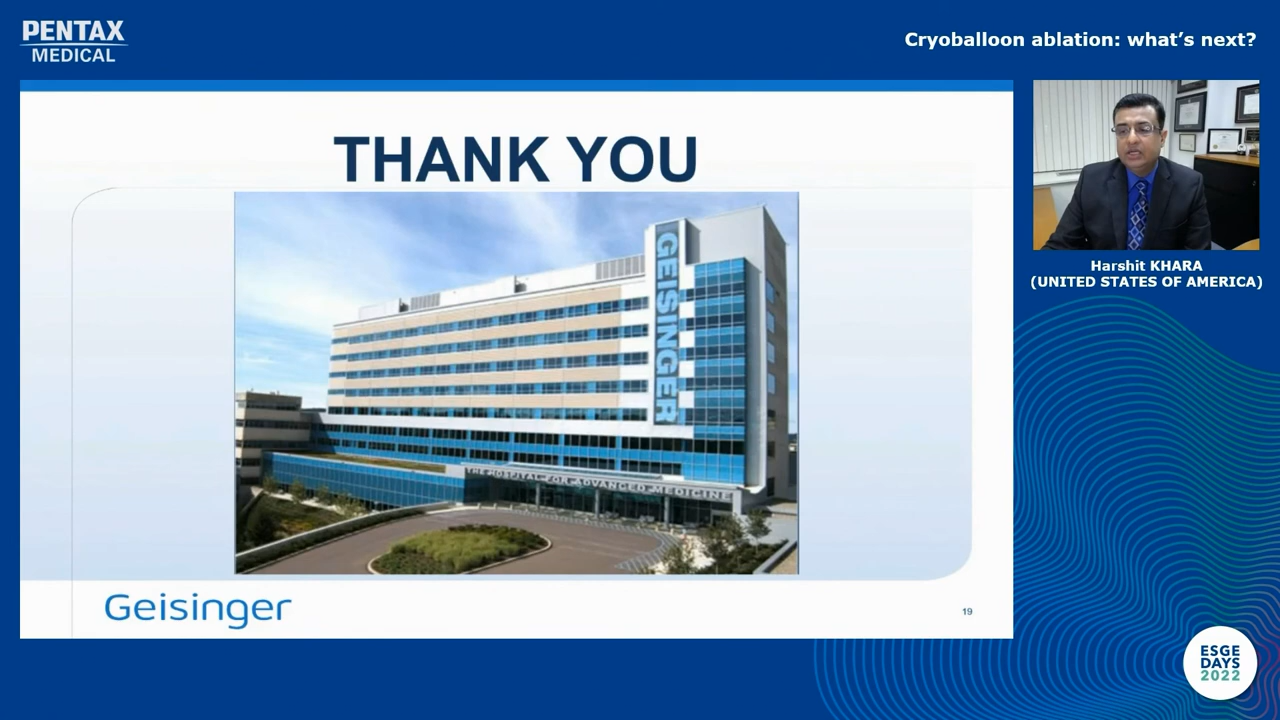 PENTAX
MEDICAL
Cryoballoon ablation: what’s next?
THANK YOU
GEISINGER
THE HOSPITAL FOR ADVANCED MEDICINE
Geisinger
19
Harshit KHARA
(UNITED STATES OF AMERICA)
ESGE
DAYS
2022